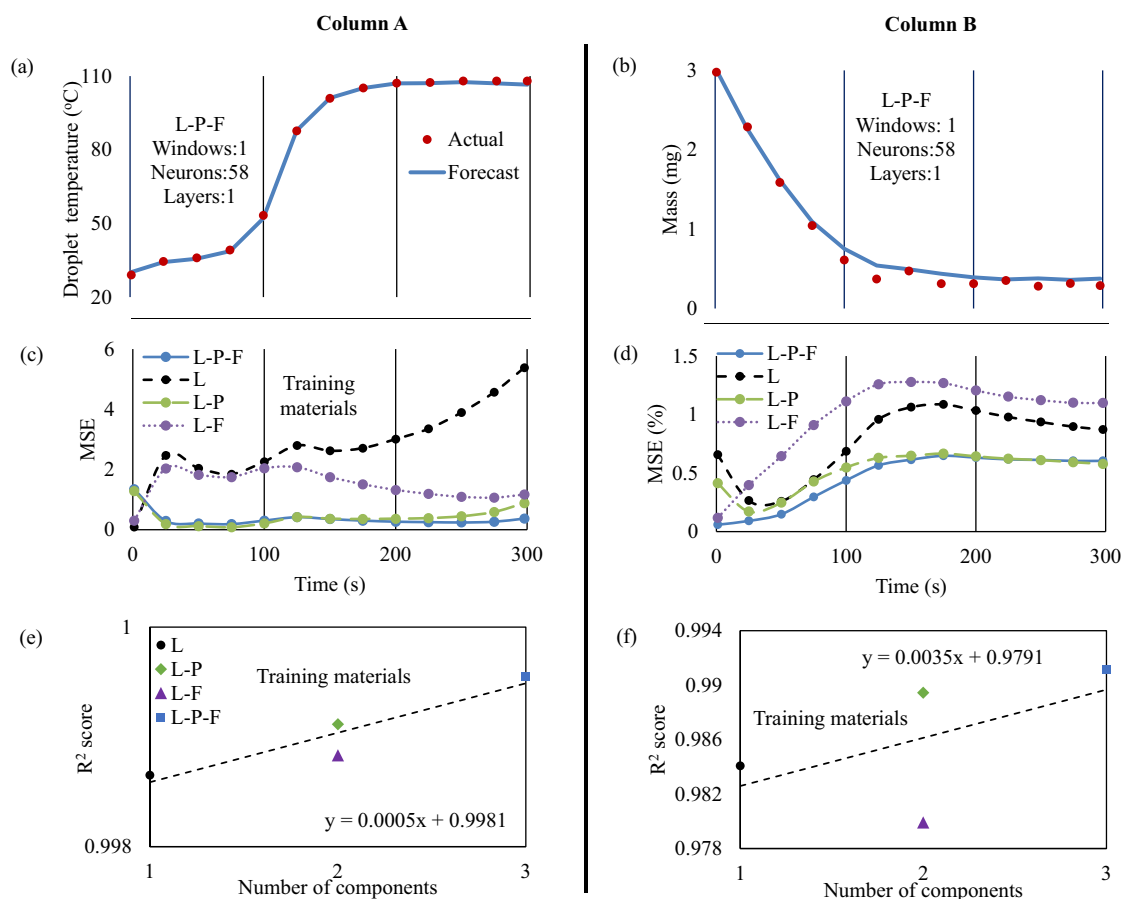 Column A
Column B
(a)
110
80
50
20
Droplet temperature (°C)
L-P-F
Windows:1
Neurons:58
Layers:1
Actual
Forecast
(b)
3
2
1
0
Mass (mg)
L-P-F
Windows: 1
Neurons:58
Layers:1
(c)
6
4
2
0
MSE
L-P-F
L
L-P
L-F
Training
materials
0
100
200
300
Time (s)
(d)
1.5
1
0.5
0
MSE (%)
L-P-F
L
L-P
L-F
0
100
200
300
Time (s)
(e)
1
0.998
R² score
L
L-P
L-F
L-P-F
Training materials
y = 0.0005x + 0.9981
1
2
3
Number of components
(f)
0.994
0.99
0.986
0.982
0.978
R² score
y = 0.0035x + 0.9791
Training materials
1
2
3
Number of components